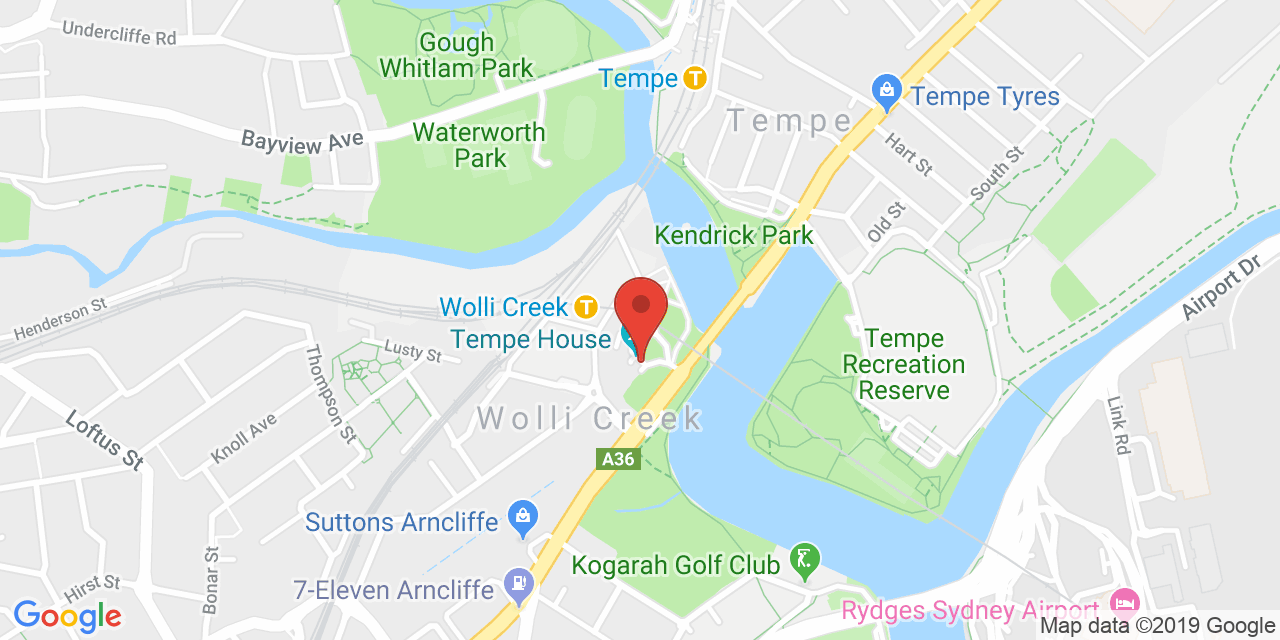 Undercliffe Rd
Gough
Whitlam Park
Tempe T
Tempe
Tempe Tyres
Bayview Ave
Waterworth
Park
Hart St
South St
Old St
Kendrick Park
Airport Dr
Henderson St
Wolli Creek T
Tempe House
Lusty St
Thompson St
Tempe
Recreation
Reserve
Loftus St
Knoll Ave
Wolli Creek
Link Rd
A36
Suttons Arncliffe
Kogarah Golf Club
Bonar St
Hirst St
7-Eleven Arncliffe
Rydges Sydney Airport
Google
Map data ©2019 Google